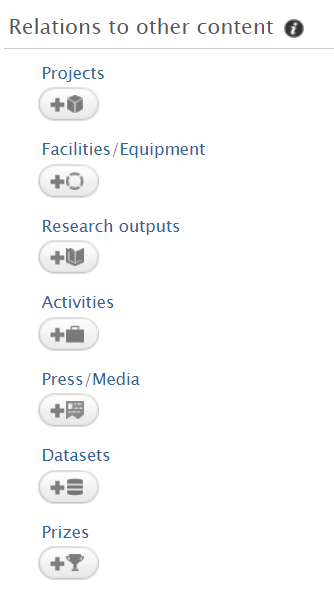 Relations to other content
Projects
Facilities/Equipment
Research outputs
Activities
Press/Media
Datasets
Prizes